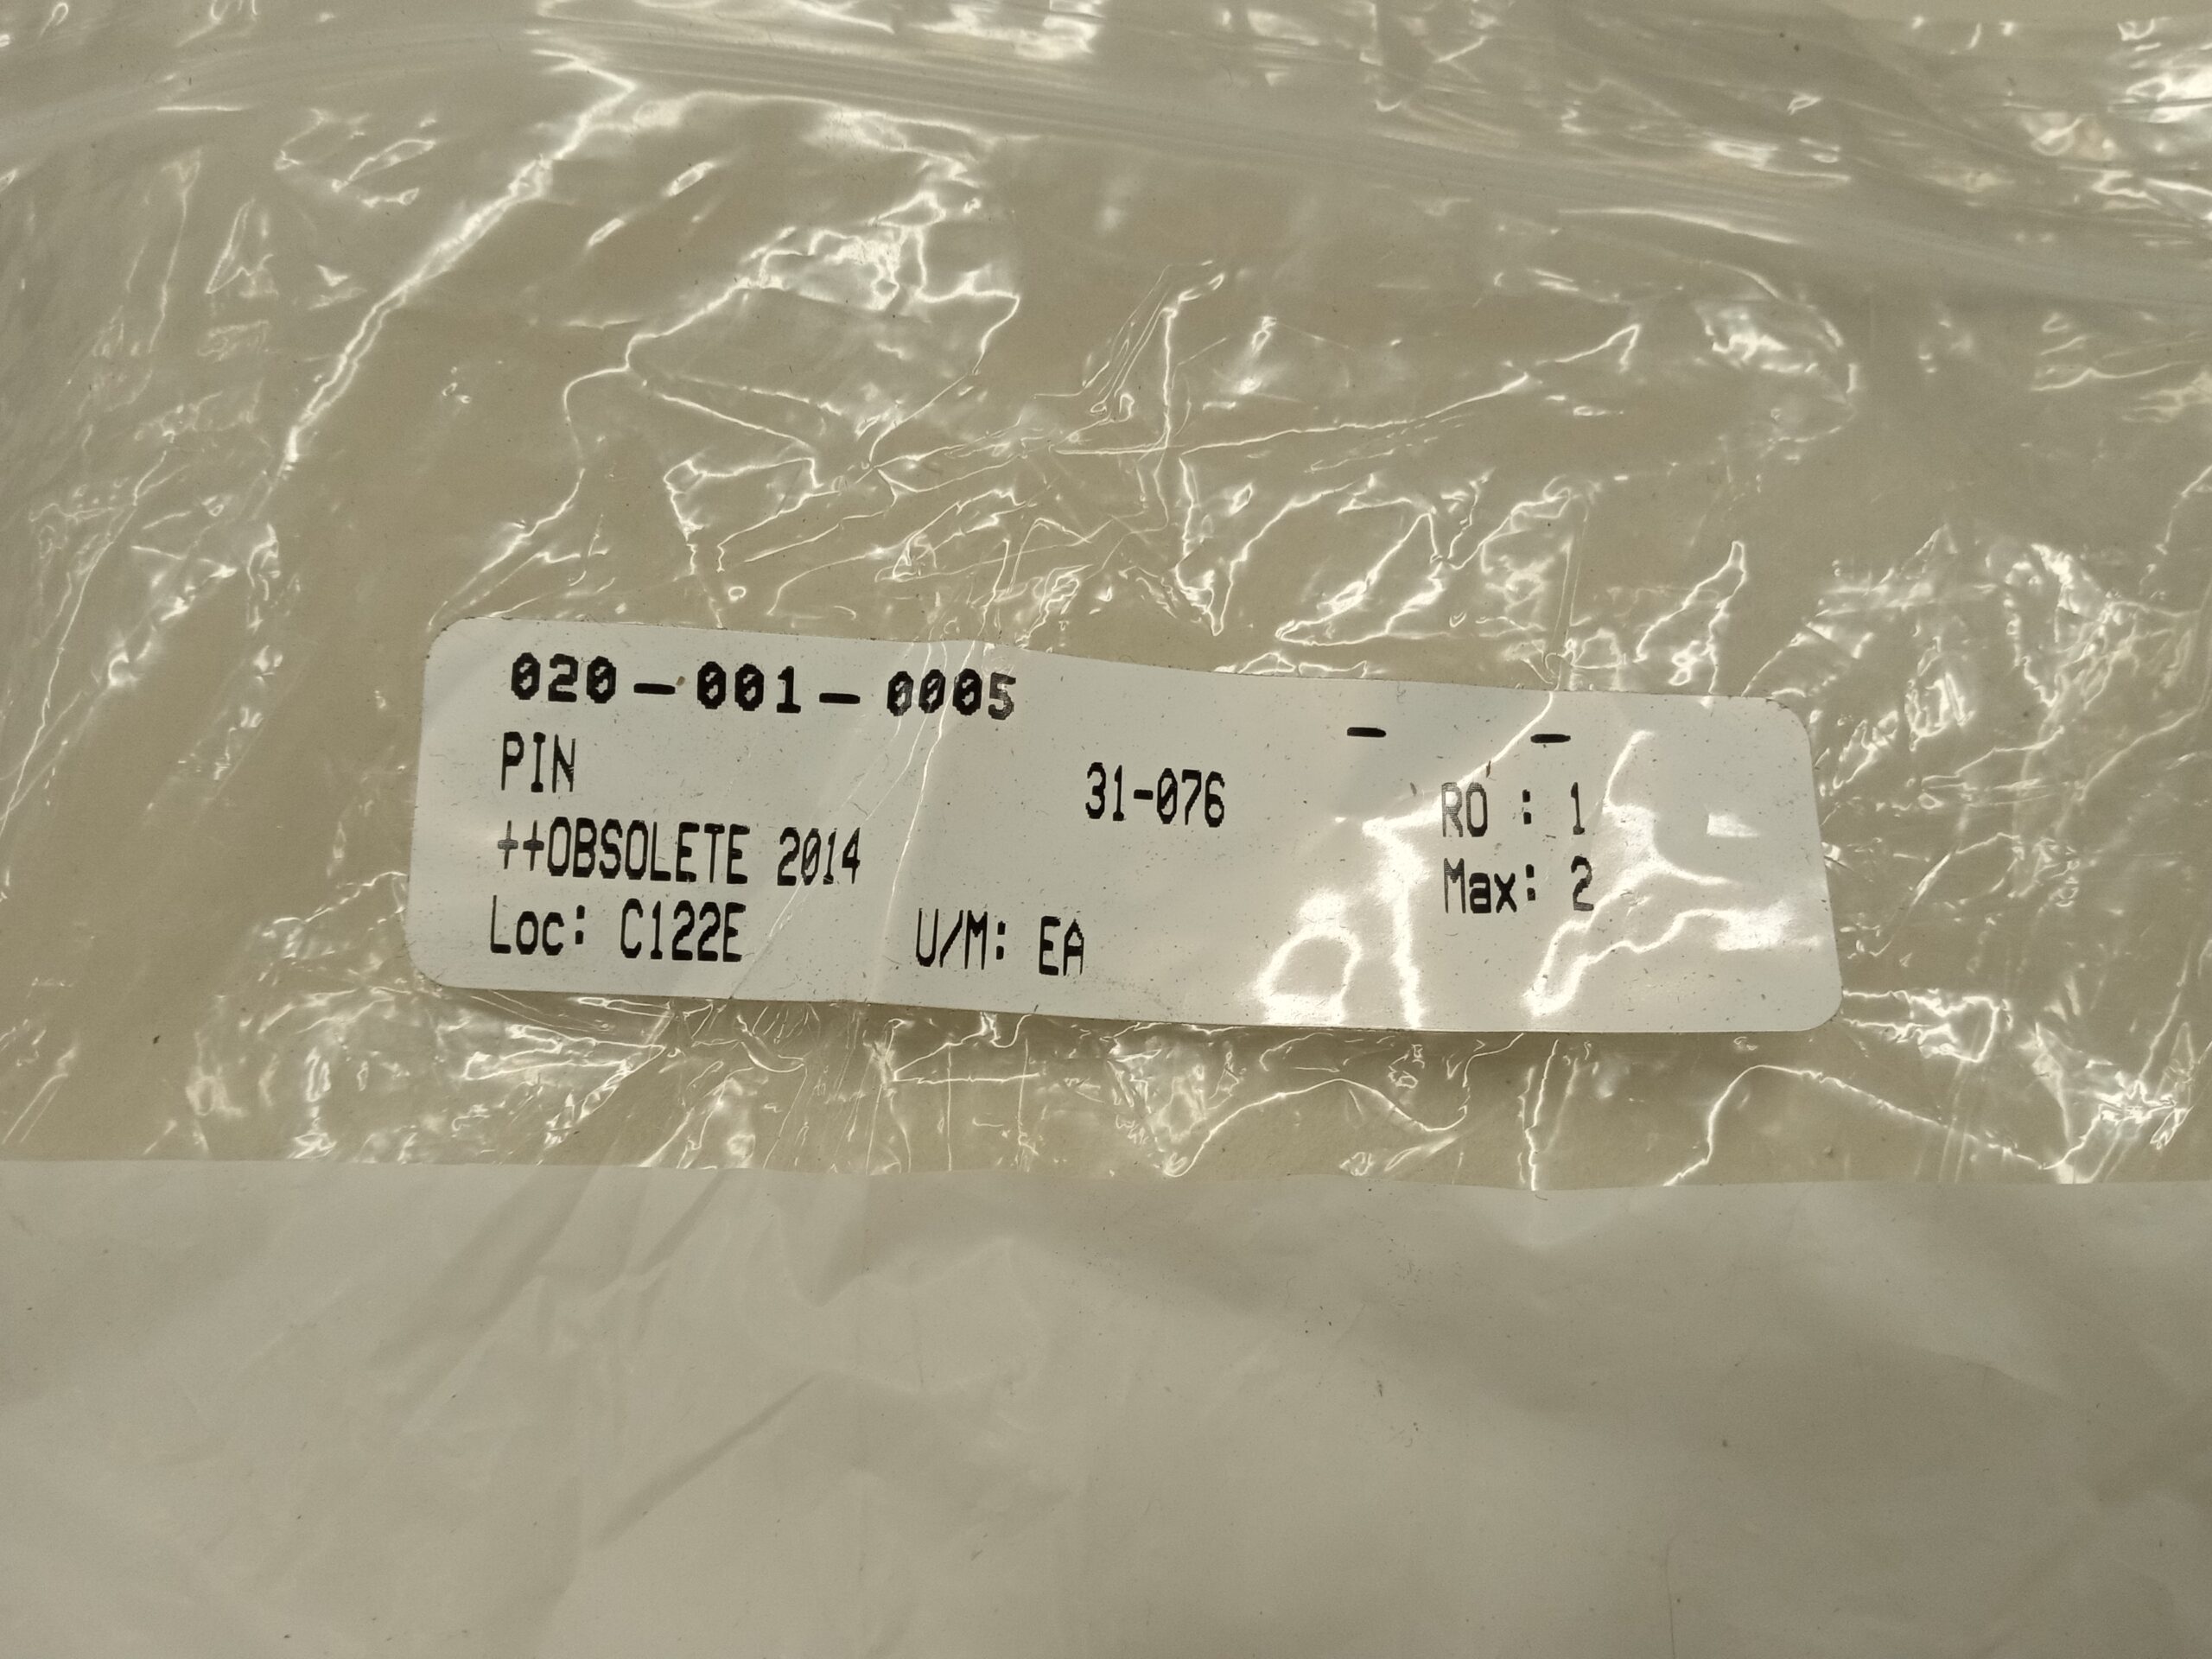 020-001-0005 - -
PIN 31-076 RO : 1
++OBSOLETE 2014 Max: 2
Loc: C122E U/M: EA